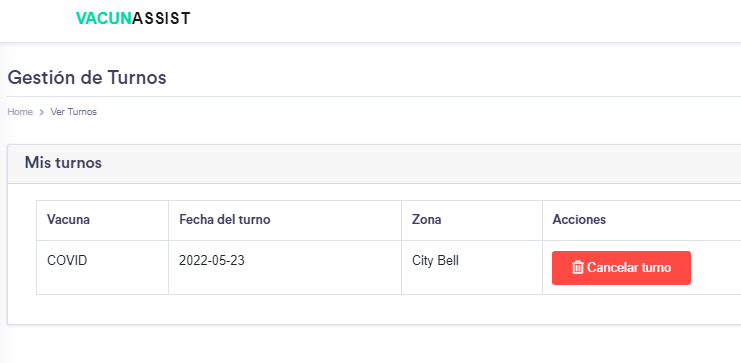 VACUNASSIST
Gestión de Turnos
Home > Ver Turnos
Mis turnos
Vacuna Fecha del turno Zona Acciones
COVID 2022-05-23 City Bell Cancelar turno